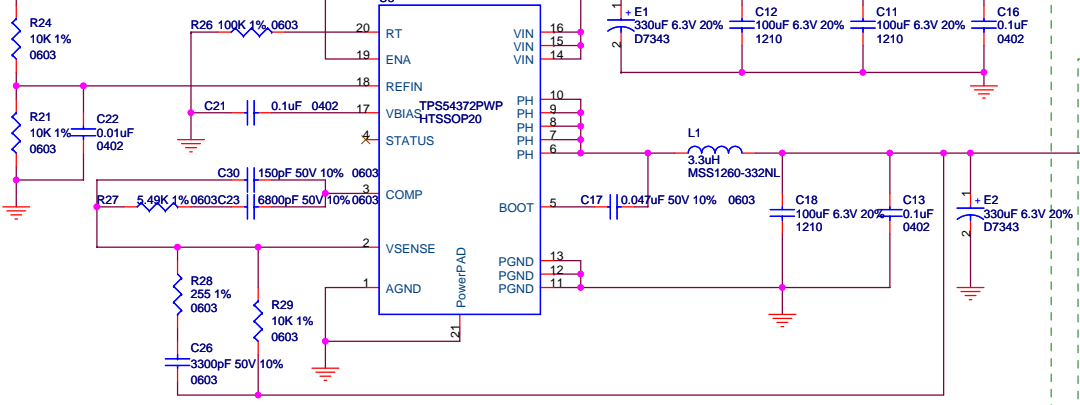 R24
10K 1%
0603
R21
10K 1%
0603
C22
0.01uF
0402
R26 100K 1% 0603
C21 0.1uF 0402
C30 150pF 50V 10% 0603
R27 5.49K 1% 0603 C23 6800pF 50V 10% 0603
R28
255 1%
0603
C26
3300pF 50V 10%
0603
R29
10K 1%
0603
20 RT
19 ENA
18 REFIN
17 VBIAS
4 STATUS
3 COMP
2 VSENSE
1 AGND
TPS54372PWP
HTSSOP20
PowerPAD
21
VIN 16
VIN 15
VIN 14
PH 10
PH 9
PH 8
PH 7
PH 6
BOOT 5
PGND 13
PGND 12
PGND 11
1
+ E1
330uF 6.3V 20%
D7343
2
C12
100uF 6.3V 20%
1210
C11
100uF 6.3V 20%
1210
C16
0.1uF
0402
L1
3.3uH
MSS1260-332NL
C17 0.047uF 50V 10% 0603
C18
100uF 6.3V 20%
1210
C13
0.1uF
0402
1
+ E2
330uF 6.3V 20%
D7343
2